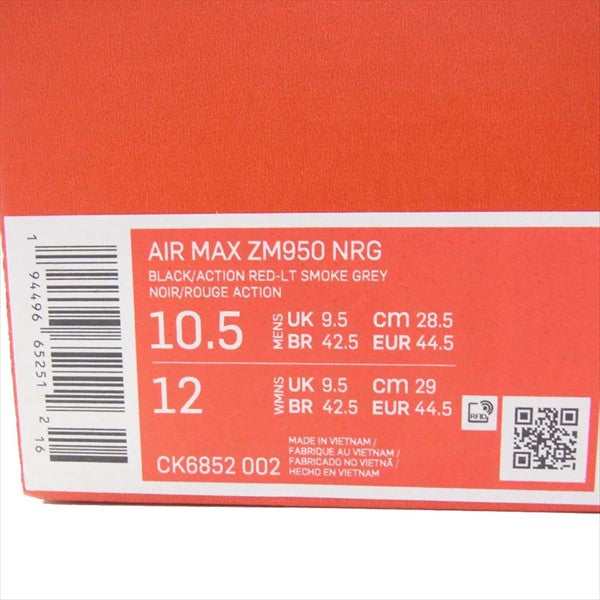 AIR MAX ZM950 NRG
BLACK/ACTION RED-LT SMOKE GREY
NOIR/ROUGE ACTION
10.5 MENS UK 9.5 cm 28.5
BR 42.5 EUR 44.5
12 WMNS UK 9.5 cm 29
BR 42.5 EUR 44.5
RFID
CK6852 002
MADE IN VIETNAM /
FABRIQUE AU VIETNAM /
FABRICADO NO VIETNÃ /
HECHO EN VIETNAM
1 94496 65251 2 16